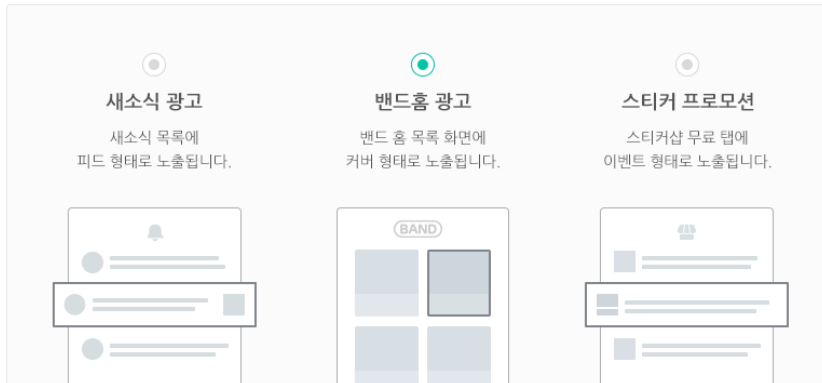 새소식 광고
새소식 목록에
피드 형태로 노출됩니다.
밴드홈 광고
밴드 홈 목록 화면에
커버 형태로 노출됩니다.
스티커 프로모션
스티커샵 무료 탭에
이벤트 형태로 노출됩니다.
BAND